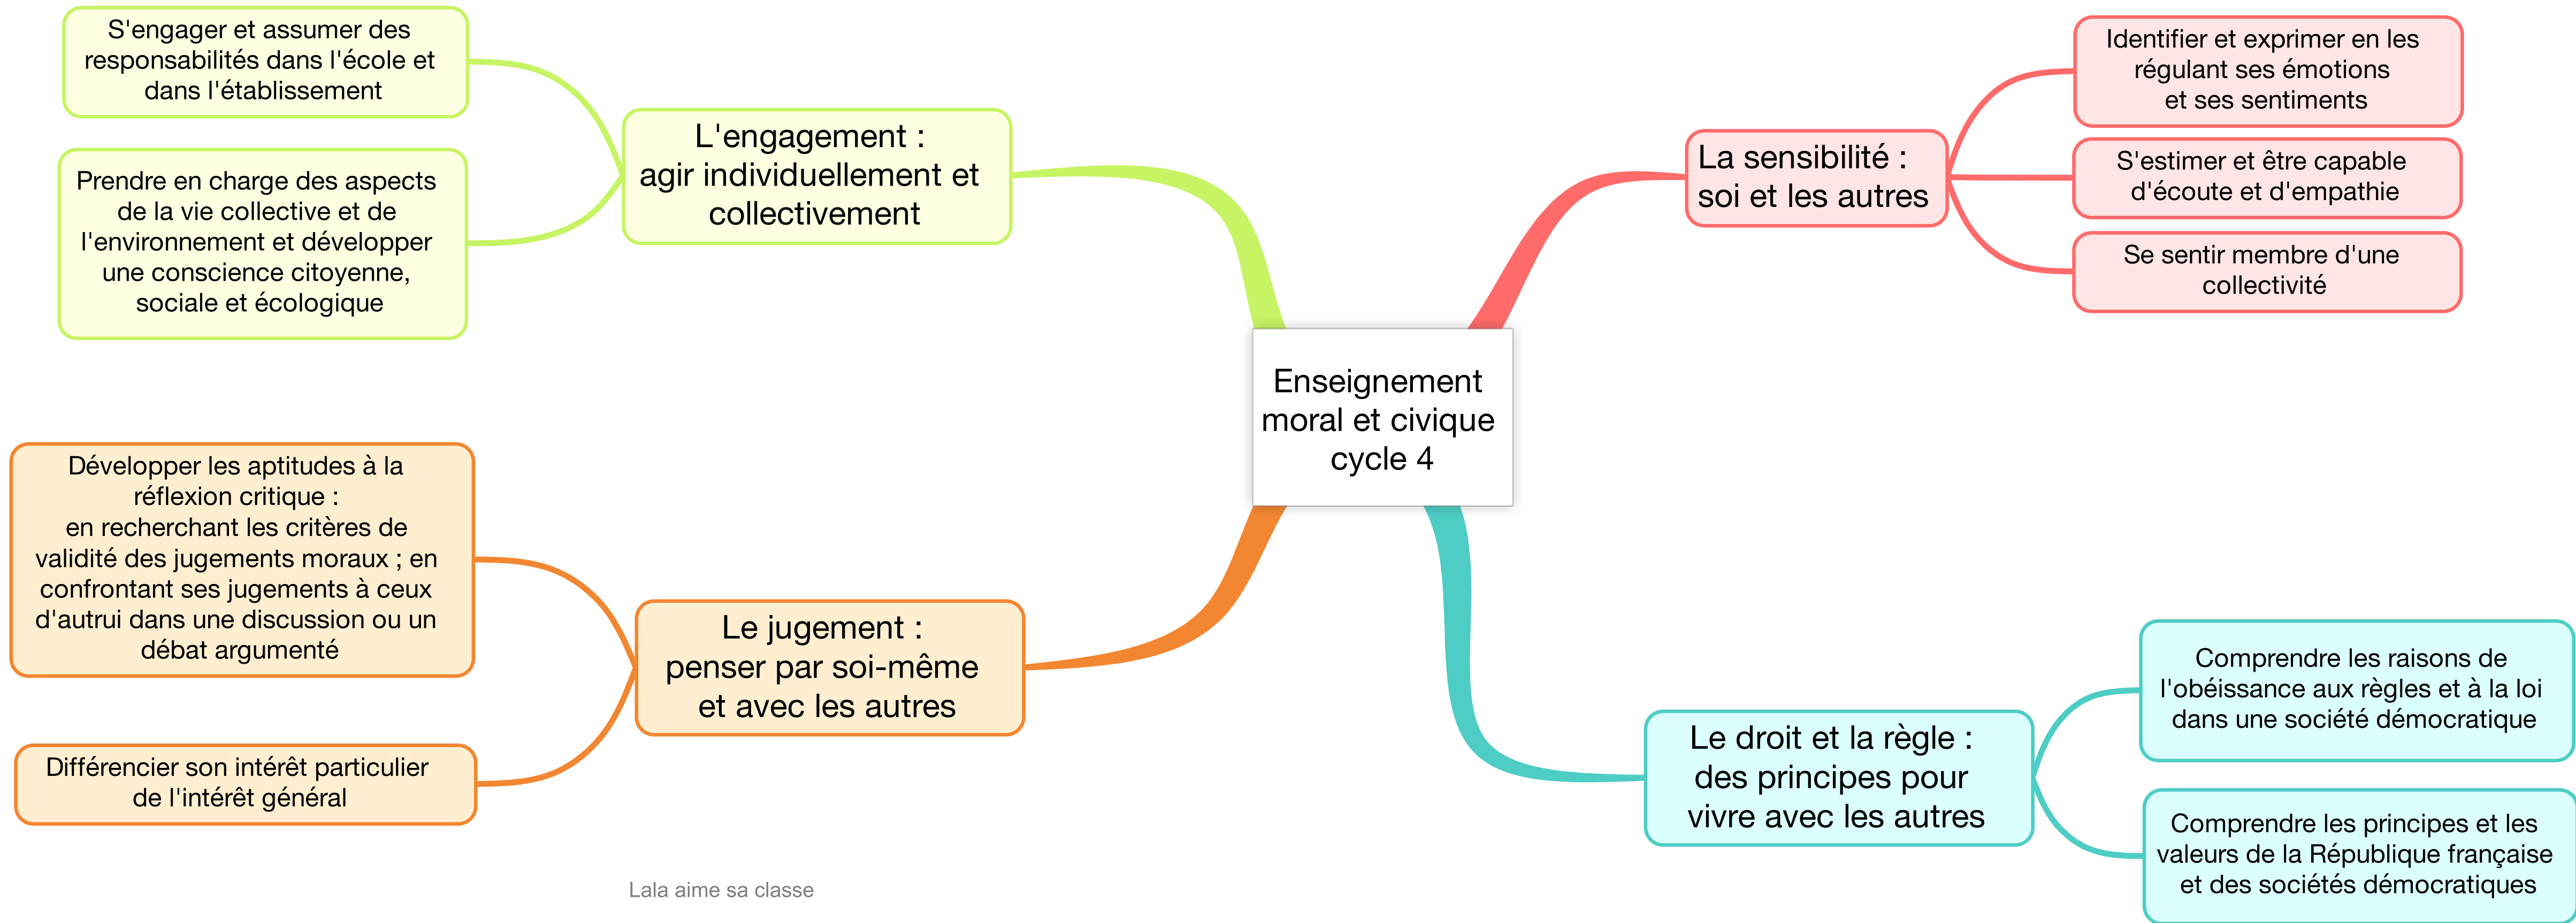 Enseignement
moral et civique
cycle 4
La sensibilité :
soi et les autres
Identifier et exprimer en les
régulant ses émotions
et ses sentiments
S'estimer et être capable
d'écoute et d'empathie
Se sentir membre d'une
collectivité
Le droit et la règle :
des principes pour
vivre avec les autres
Comprendre les raisons de
l'obéissance aux règles et à la loi
dans une société démocratique
Comprendre les principes et les
valeurs de la République française
et des sociétés démocratiques
L'engagement :
agir individuellement et
collectivement
S'engager et assumer des
responsabilités dans l'école et
dans l'établissement
Prendre en charge des aspects
de la vie collective et de
l'environnement et développer
une conscience citoyenne,
sociale et écologique
Le jugement :
penser par soi-même
et avec les autres
Développer les aptitudes à la
réflexion critique :
en recherchant les critères de
validité des jugements moraux ; en
confrontant ses jugements à ceux
d'autrui dans une discussion ou un
débat argumenté
Différencier son intérêt particulier
de l'intérêt général
Lala aime sa classe